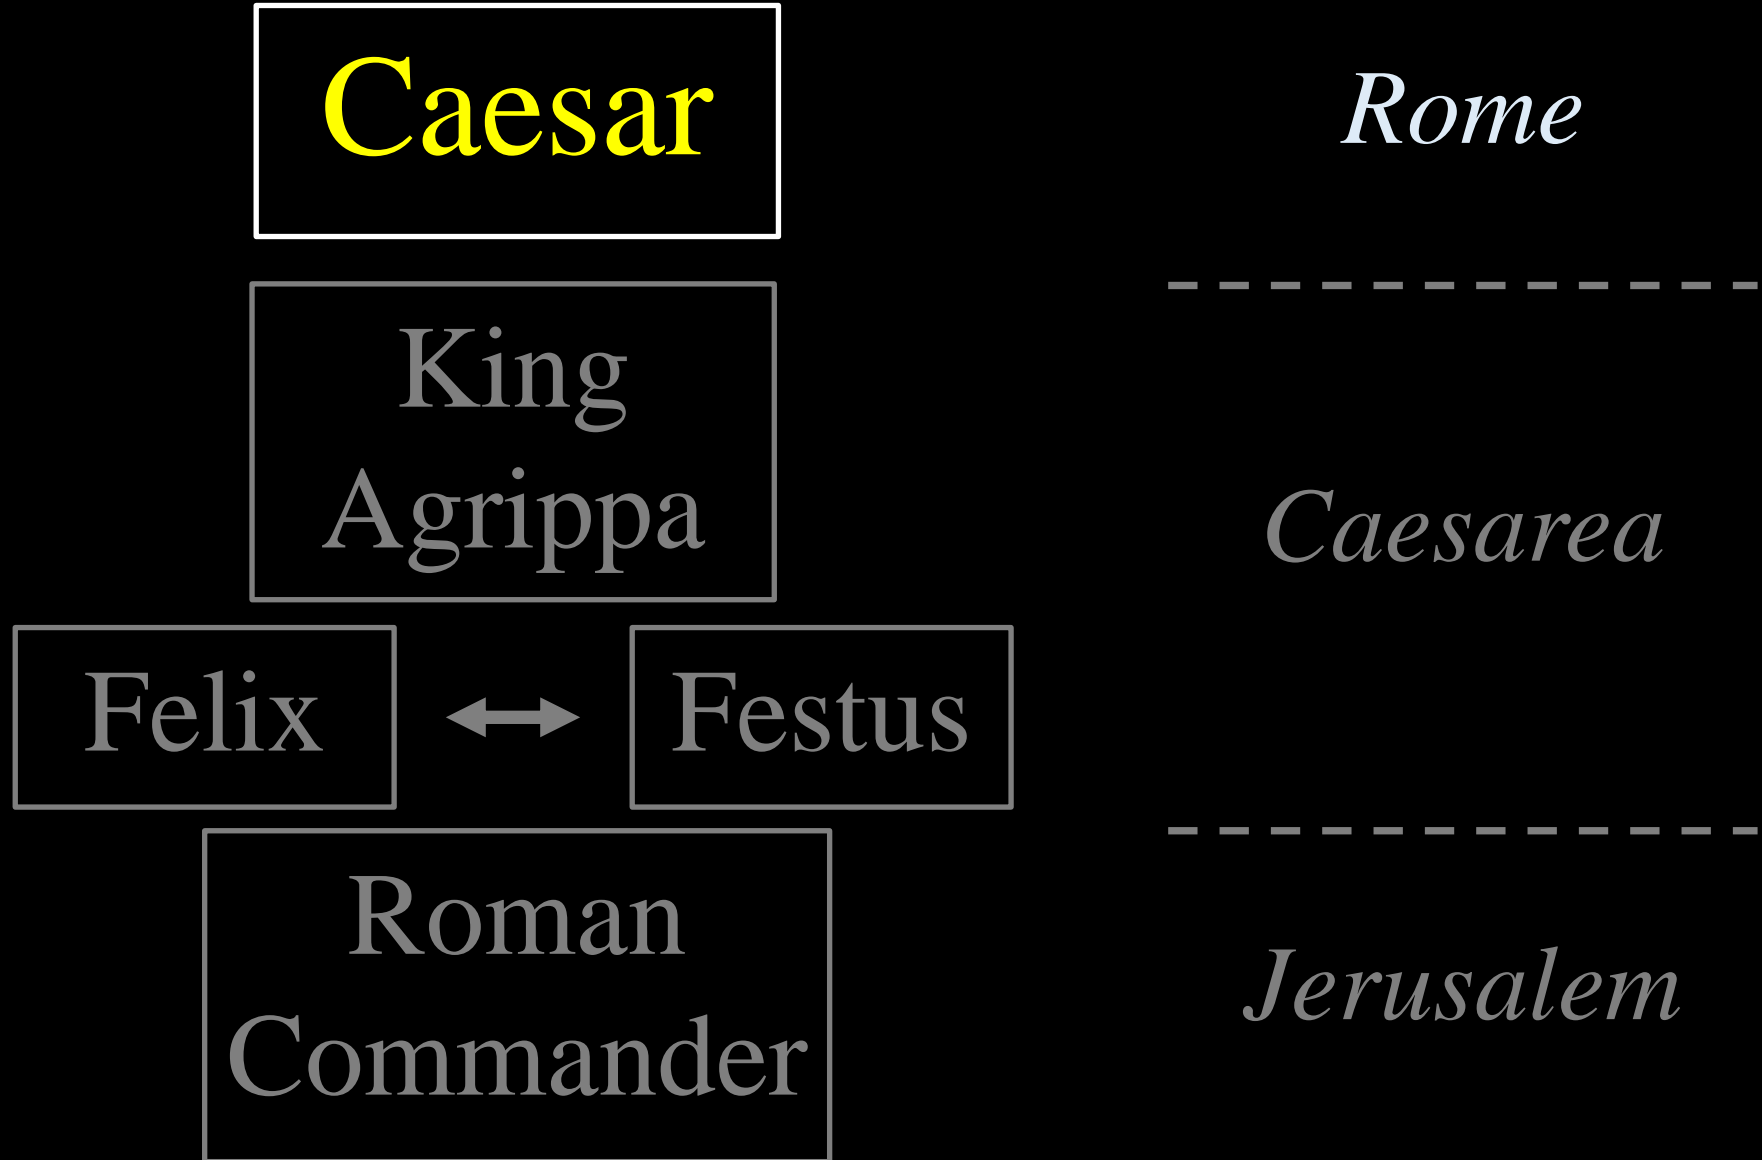 Caesar
Rome
King
Agrippa
Caesarea
Felix
Festus
Roman
Commander
Jerusalem